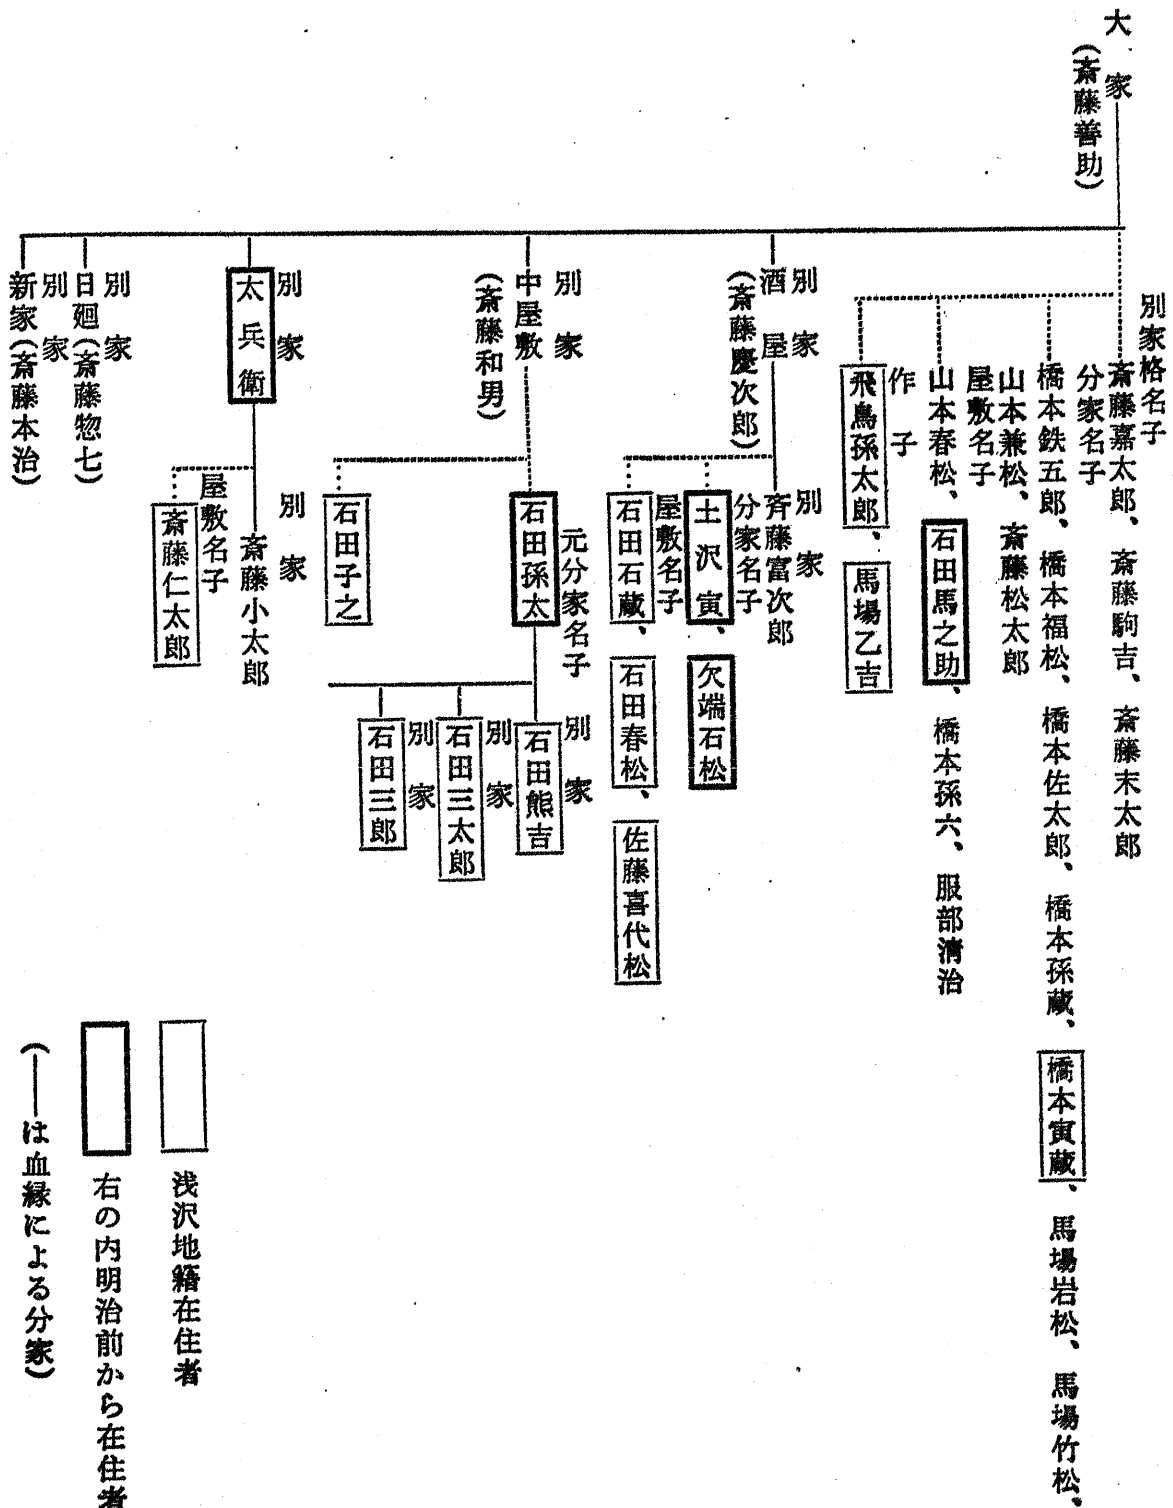 大家
(斎藤善助)
別家格名子
斎藤嘉太郎、斎藤駒吉、斎藤末太郎
分家名子
橋本鉄五郎、橋本福松、橋本佐太郎、橋本孫蔵、橋本寅蔵、馬場岩松、馬場竹松、
山本兼松、斎藤松太郎
屋敷名子
山本春松、石田馬之助、橋本孫六、服部清治
作子
飛鳥孫太郎、馬場乙吉
別家
酒屋
(斎藤慶次郎)
別家
斉藤富次郎
分家名子
土沢寅、欠端石松
屋敷名子
石田石蔵、石田春松、佐藤喜代松
別家
中屋敷
(斎藤和男)
元分家名子
石田孫太
別家
石田熊吉
別家
石田三太郎
別家
石田三郎
石田子之
別家
太兵衛
別家
斎藤小太郎
屋敷名子
斎藤仁太郎
別家
日廻(斎藤惣七)
別家
新家(斎藤本治)
浅沢地籍在住者
右の内明治前から在住者
(──は血縁による分家)